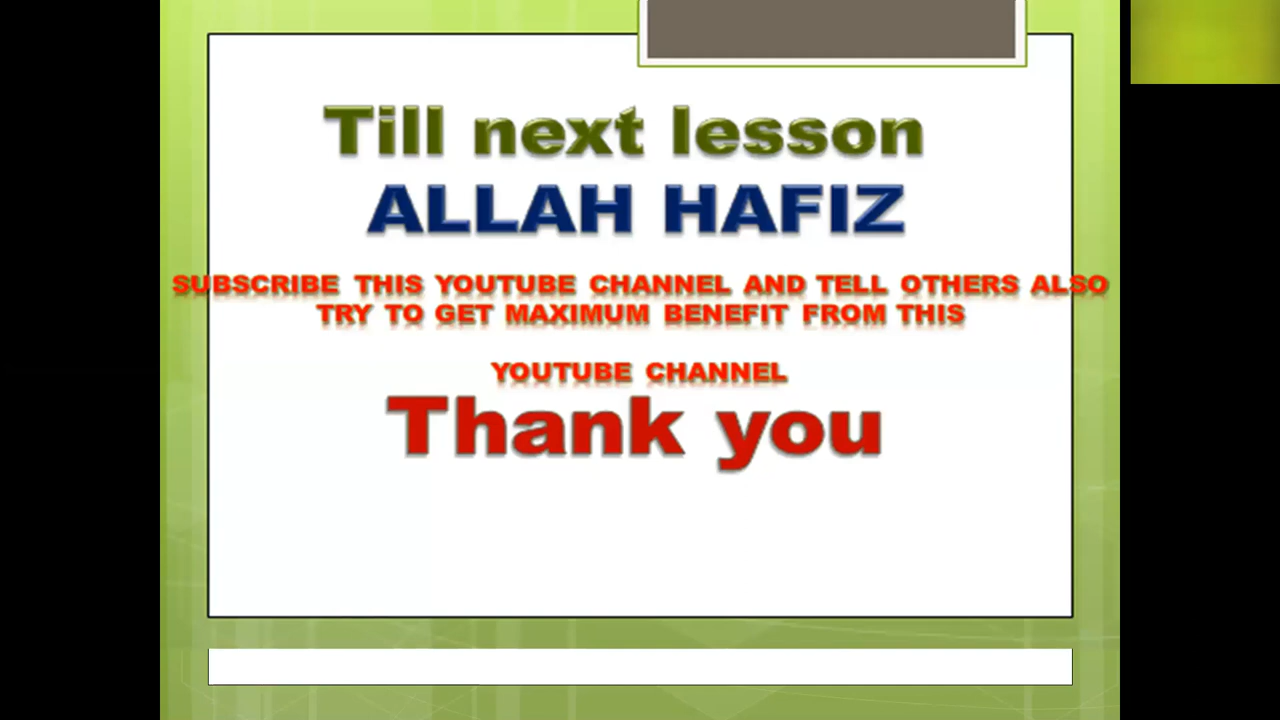 Till next lesson
ALLAH HAFIZ
SUBSCRIBE THIS YOUTUBE CHANNEL AND TELL OTHERS ALSO
TRY TO GET MAXIMUM BENEFIT FROM THIS
YOUTUBE CHANNEL
Thank you